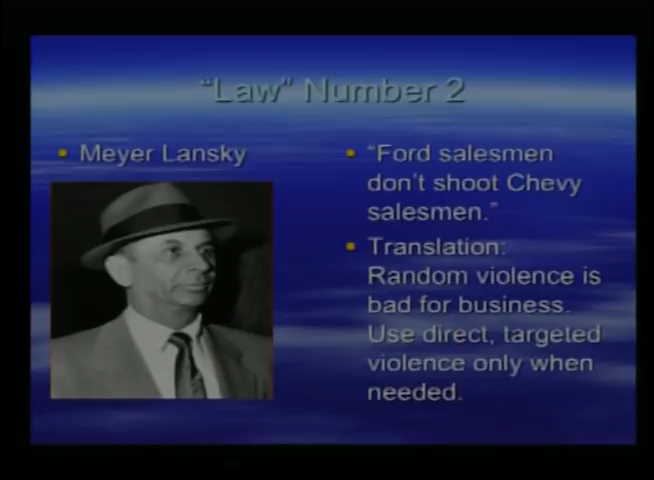 "Law" Number 2
Meyer Lansky
"Ford salesmen
don't shoot Chevy
salesmen."
Translation:
Random violence is
bad for business.
Use direct, targeted
violence only when
needed.